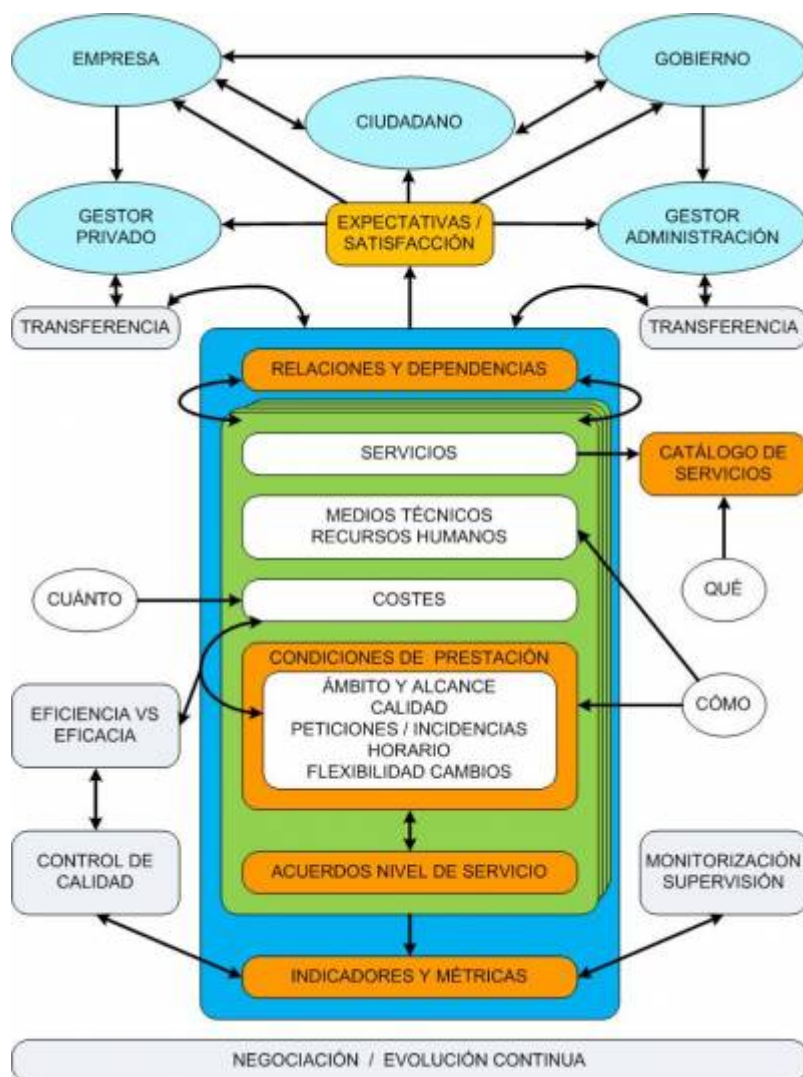 EMPRESA
GOBIERNO
CIUDADANO
GESTOR
PRIVADO
EXPECTATIVAS /
SATISFACCIÓN
GESTOR
ADMINISTRACIÓN
TRANSFERENCIA
TRANSFERENCIA
RELACIONES Y DEPENDENCIAS
SERVICIOS
CATÁLOGO DE
SERVICIOS
MEDIOS TÉCNICOS
RECURSOS HUMANOS
CUÁNTO
COSTES
QUÉ
CONDICIONES DE PRESTACIÓN
ÁMBITO Y ALCANCE
CALIDAD
PETICIONES / INCIDENCIAS
HORARIO
FLEXIBILIDAD CAMBIOS
CÓMO
EFICIENCIA VS
EFICACIA
CONTROL DE
CALIDAD
ACUERDOS NIVEL DE SERVICIO
MONITORIZACIÓN
SUPERVISIÓN
INDICADORES Y MÉTRICAS
NEGOCIACIÓN / EVOLUCIÓN CONTINUA